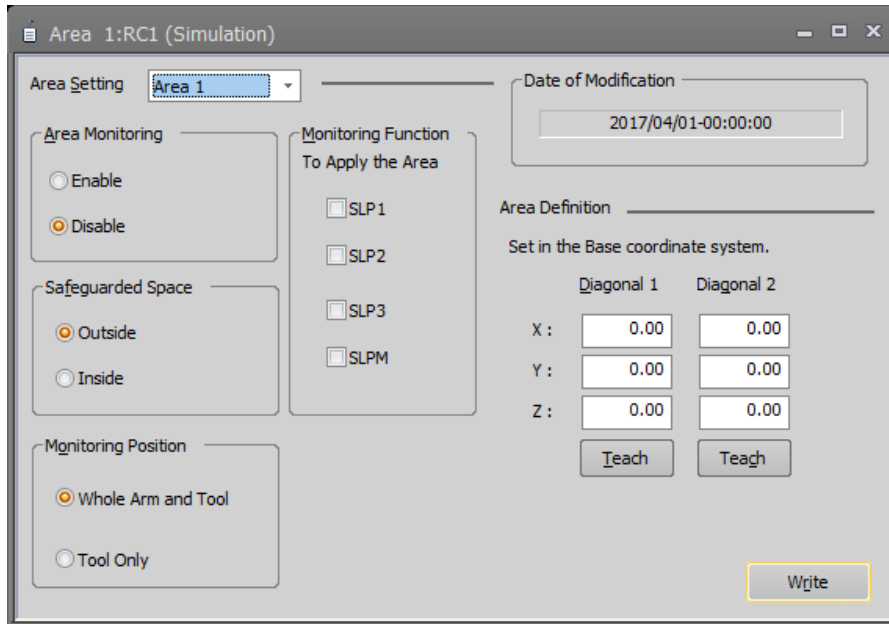 Area 1:RC1 (Simulation)
Area Setting
Area 1
Date of Modification
2017/04/01-00:00:00
Area Monitoring
Enable
Disable
Monitoring Function
To Apply the Area
SLP1
SLP2
SLP3
SLPM
Safeguarded Space
Outside
Inside
Monitoring Position
Whole Arm and Tool
Tool Only
Area Definition
Set in the Base coordinate system.
Diagonal 1 Diagonal 2
X : 0.00 0.00
Y : 0.00 0.00
Z : 0.00 0.00
Teach Teach
Write